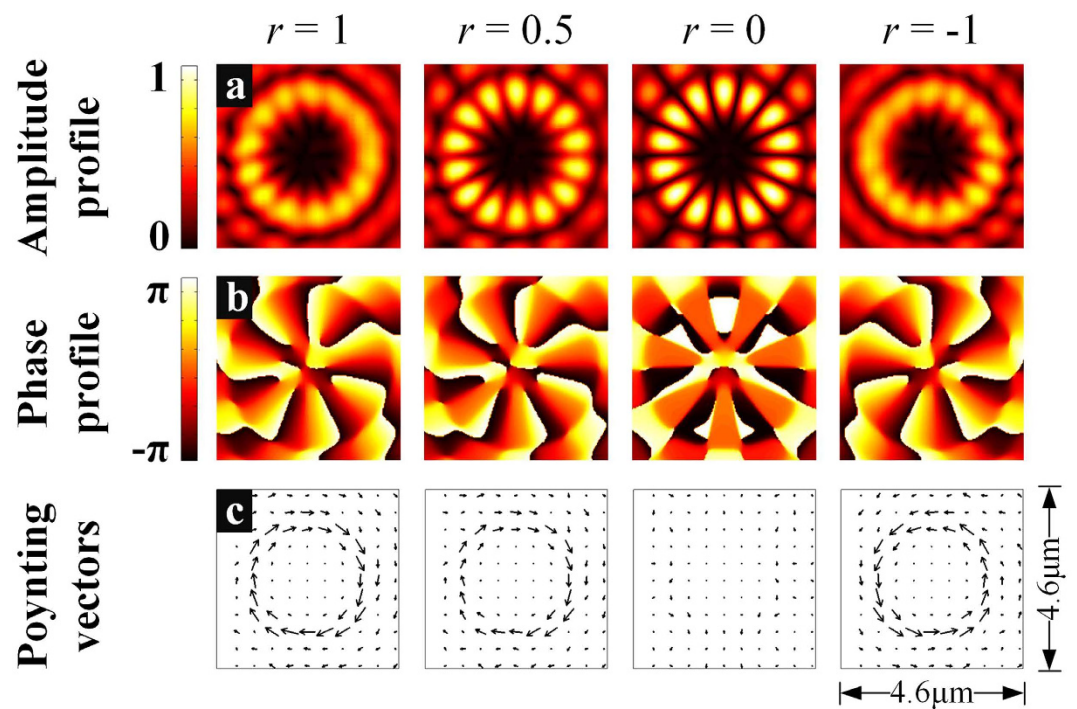 r = 1 r = 0.5 r = 0 r = -1
Amplitude
profile
1
0
a
Phase
profile
π
-π
b
Poynting
vectors
c
4.6μm
4.6μm